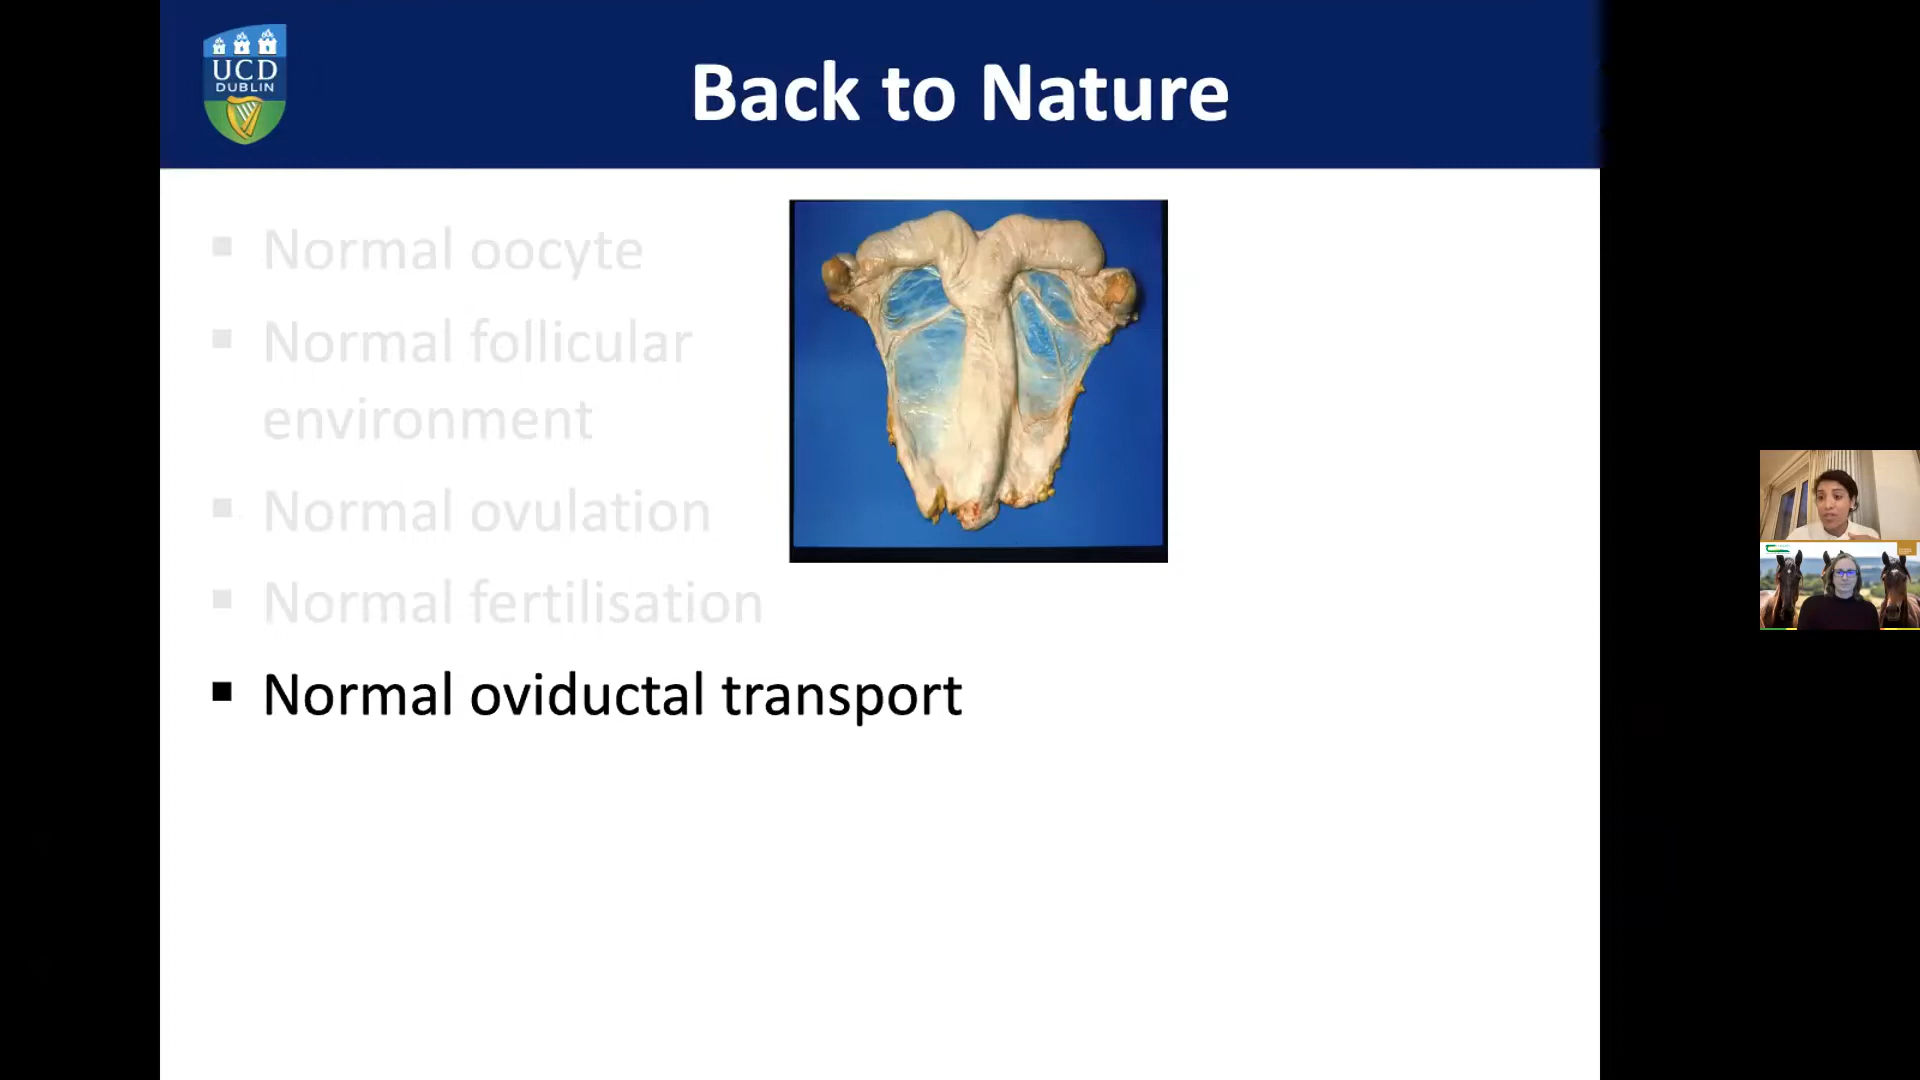 UCD
DUBLIN
Back to Nature
Normal oocyte
Normal follicular
environment
Normal ovulation
Normal fertilisation
Normal oviductal transport